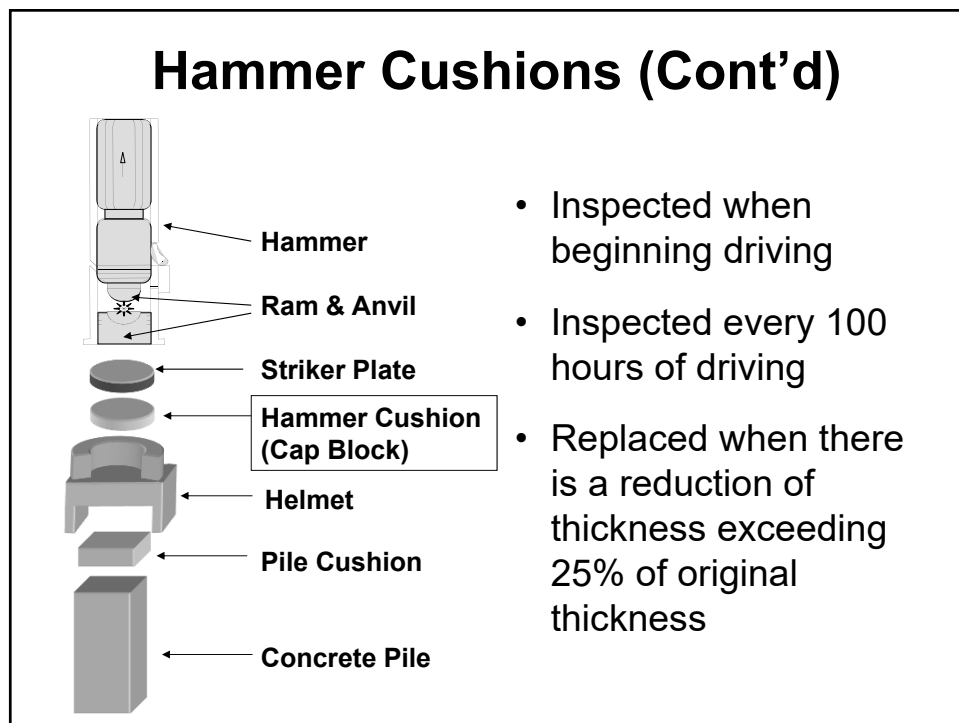 Hammer Cushions (Cont’d)
Hammer
Ram & Anvil
Striker Plate
Hammer Cushion
(Cap Block)
Helmet
Pile Cushion
Concrete Pile
• Inspected when
beginning driving
• Inspected every 100
hours of driving
• Replaced when there
is a reduction of
thickness exceeding
25% of original
thickness